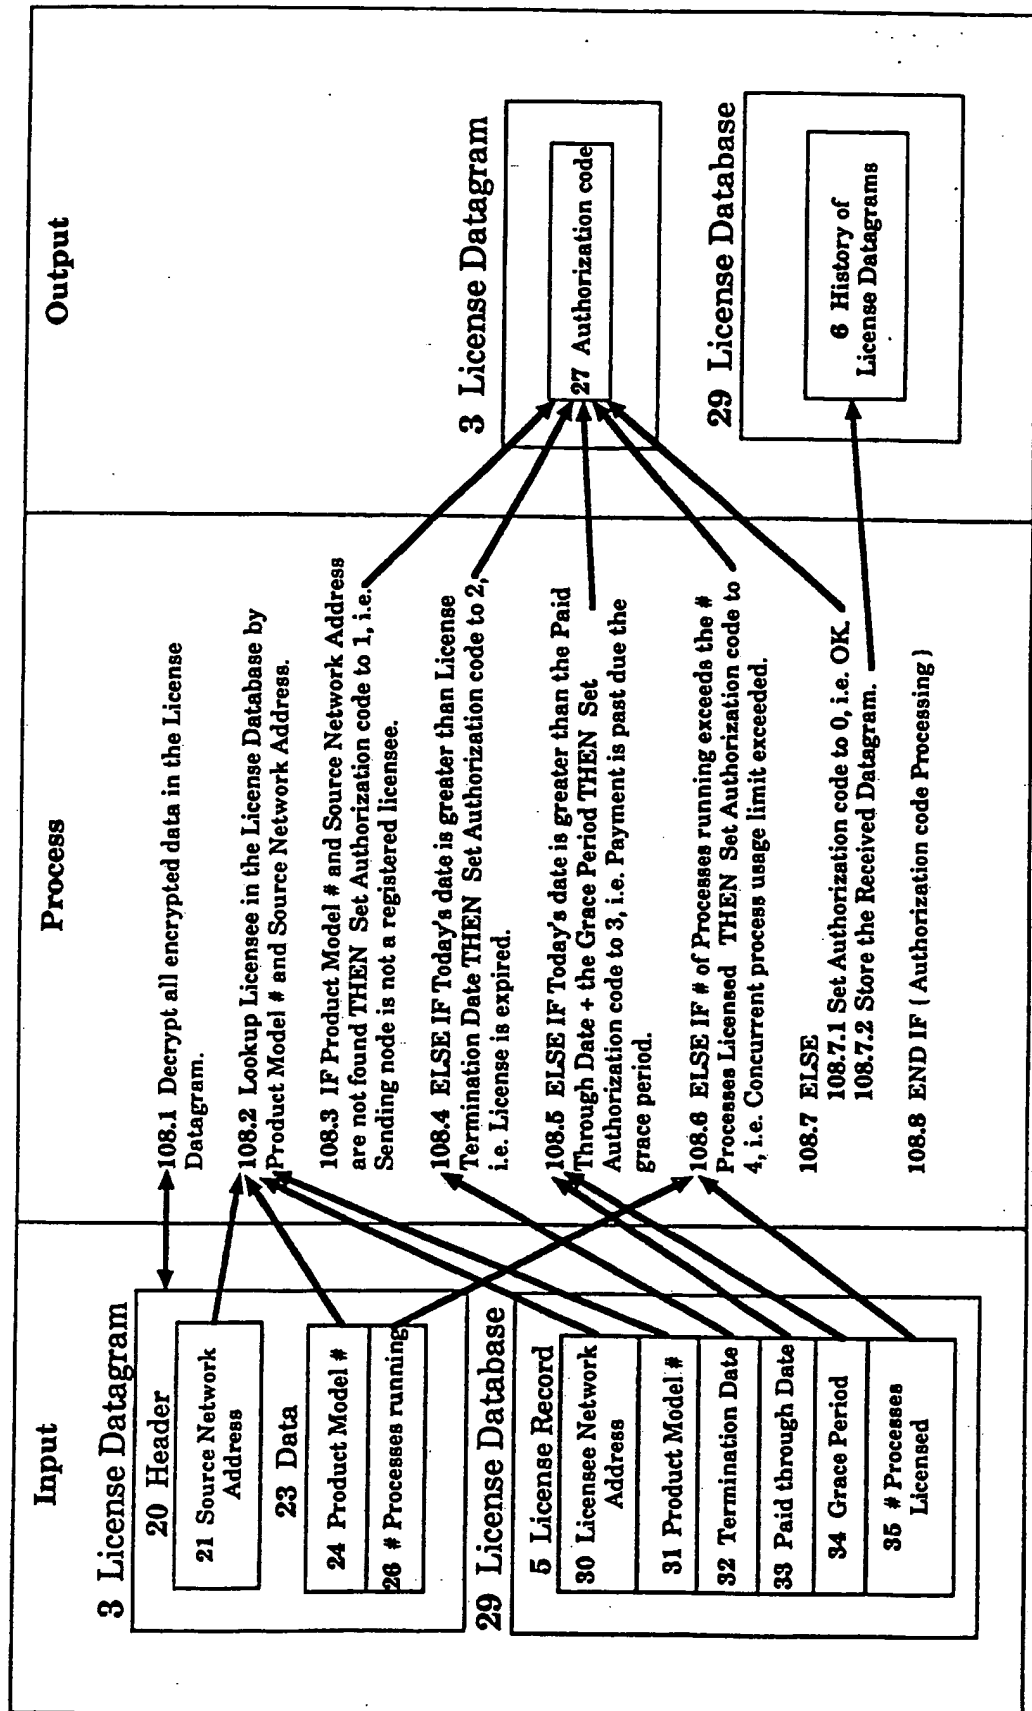 Input
3 License Datagram
20 Header
21 Source Network
Address
23 Data
24 Product Model #
26 # Processes running
29 License Database
5 License Record
30 Licensee Network
Address
31 Product Model #
32 Termination Date
33 Paid through Date
34 Grace Period
35 # Processes
Licensed
Process
108.1 Decrypt all encrypted data in the License
Datagram.
108.2 Lookup Licensee in the License Database by
Product Model # and Source Network Address.
108.3 IF Product Model # and Source Network Address
are not found THEN Set Authorization code to 1, i.e.
Sending node is not a registered licensee.
108.4 ELSE IF Today's date is greater than License
Termination Date THEN Set Authorization code to 2,
i.e. License is expired.
108.5 ELSE IF Today's date is greater than the Paid
Through Date + the Grace Period THEN Set
Authorization code to 3, i.e. Payment is past due the
grace period.
108.6 ELSE IF # of Processes running exceeds the #
Processes Licensed THEN Set Authorization code to
4, i.e. Concurrent process usage limit exceeded.
108.7 ELSE
108.7.1 Set Authorization code to 0, i.e. OK.
108.7.2 Store the Received Datagram.
108.8 END IF { Authorization code Processing }
Output
3 License Datagram
27 Authorization code
29 License Database
6 History of
License Datagrams